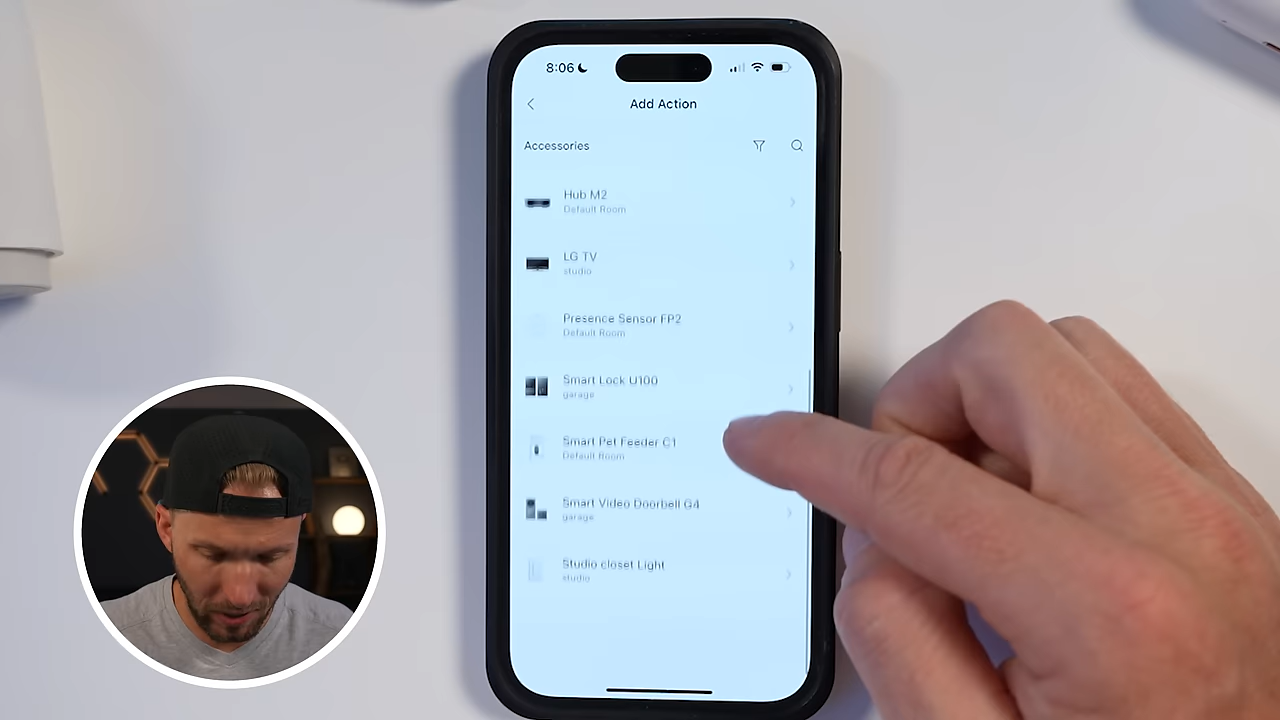 8:06
Add Action
Accessories
Hub M2
Default Room
LG TV
studio
Presence Sensor FP2
Default Room
Smart Lock U100
garage
Smart Pet Feeder C1
Default Room
Smart Video Doorbell G4
garage
Studio closet Light
studio